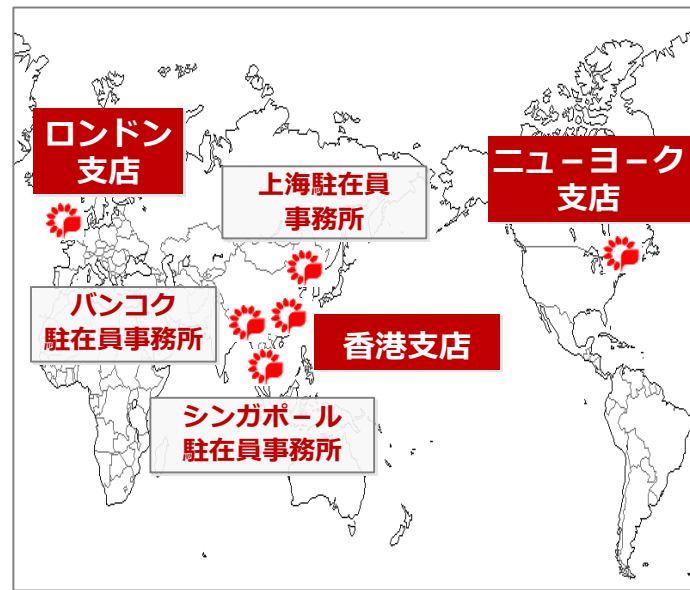 ロンドン
支店
ニューヨーク
支店
上海駐在員
事務所
バンコク
駐在員事務所
香港支店
シンガポール
駐在員事務所